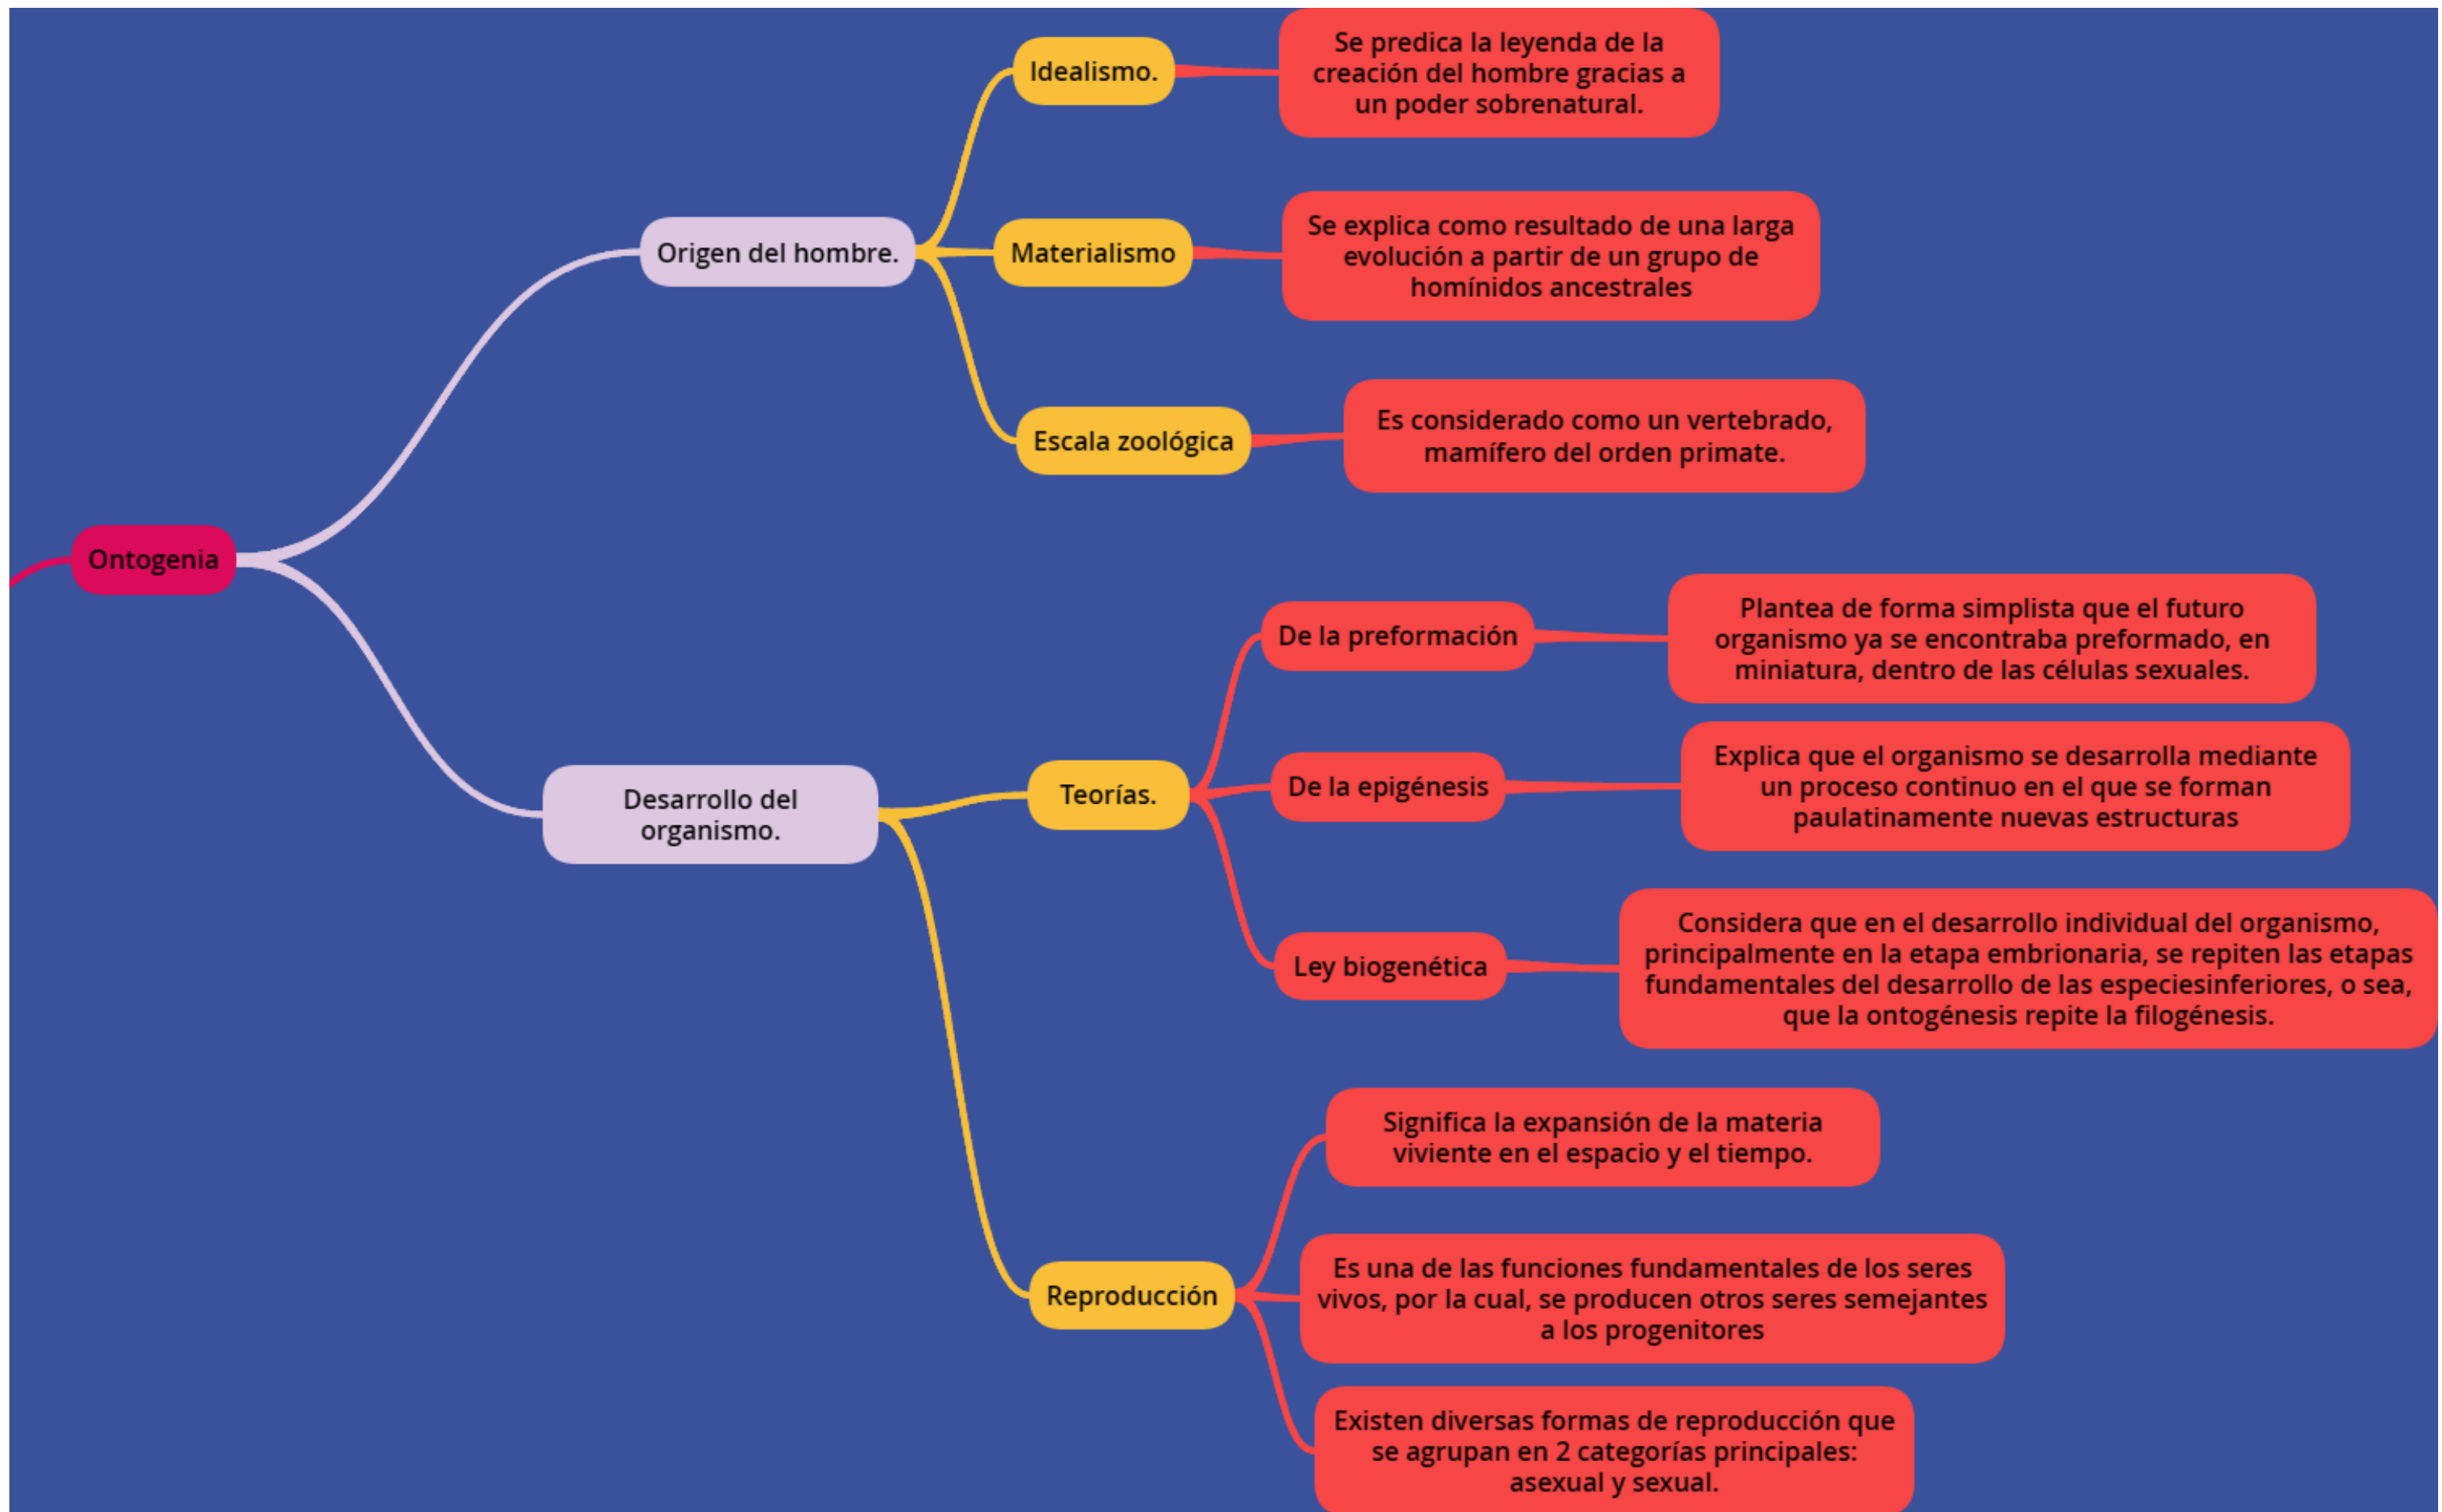 Ontogenia
Origen del hombre.
Idealismo.
Se predica la leyenda de la
creación del hombre gracias a
un poder sobrenatural.
Materialismo
Se explica como resultado de una larga
evolución a partir de un grupo de
homínidos ancestrales
Escala zoológica
Es considerado como un vertebrado,
mamífero del orden primate.
Desarrollo del
organismo.
Teorías.
De la preformación
Plantea de forma simplista que el futuro
organismo ya se encontraba preformado, en
miniatura, dentro de las células sexuales.
De la epigénesis
Explica que el organismo se desarrolla mediante
un proceso continuo en el que se forman
paulatinamente nuevas estructuras
Ley biogenética
Considera que en el desarrollo individual del organismo,
principalmente en la etapa embrionaria, se repiten las etapas
fundamentales del desarrollo de las especiesinferiores, o sea,
que la ontogénesis repite la filogénesis.
Reproducción
Significa la expansión de la materia
viviente en el espacio y el tiempo.
Es una de las funciones fundamentales de los seres
vivos, por la cual, se producen otros seres semejantes
a los progenitores
Existen diversas formas de reproducción que
se agrupan en 2 categorías principales:
asexual y sexual.